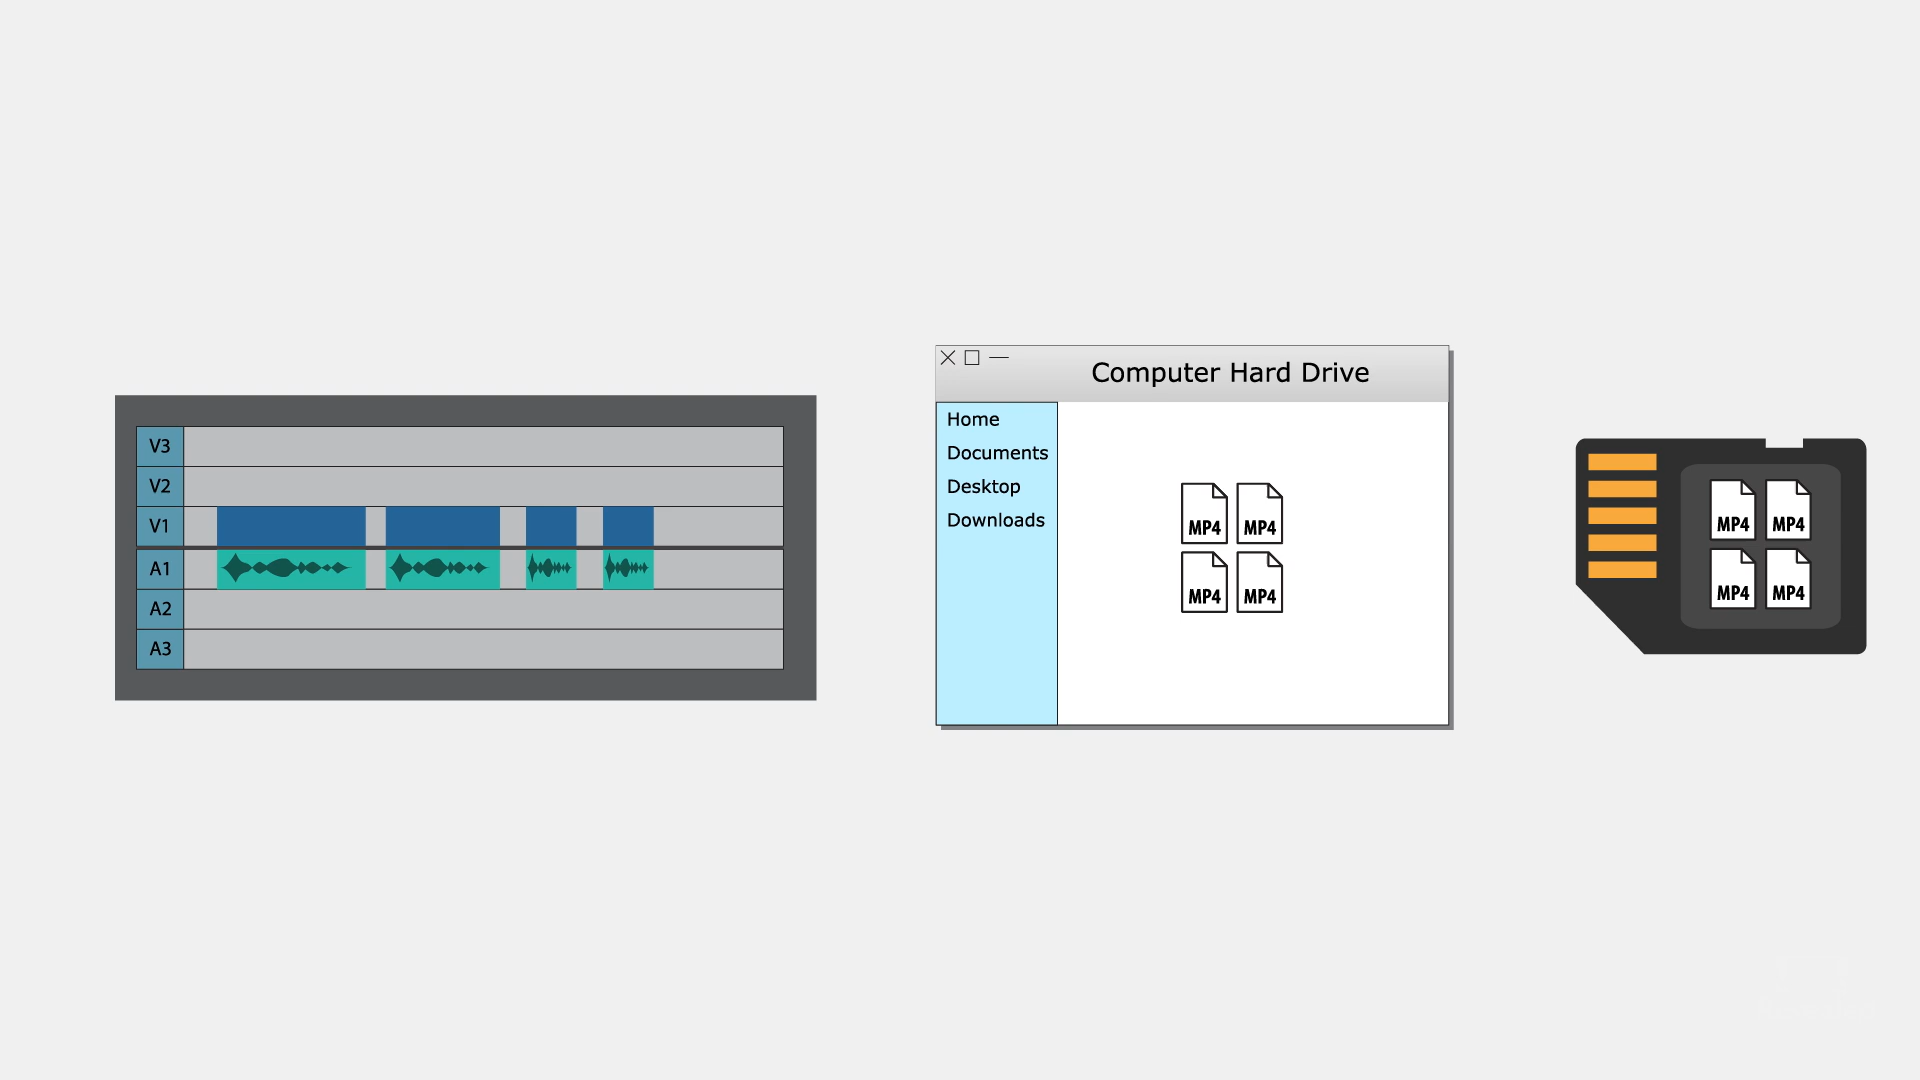 V3
V2
V1
A1
A2
A3
Computer Hard Drive
Home
Documents
Desktop
Downloads
MP4 MP4
MP4 MP4
MP4 MP4
MP4 MP4